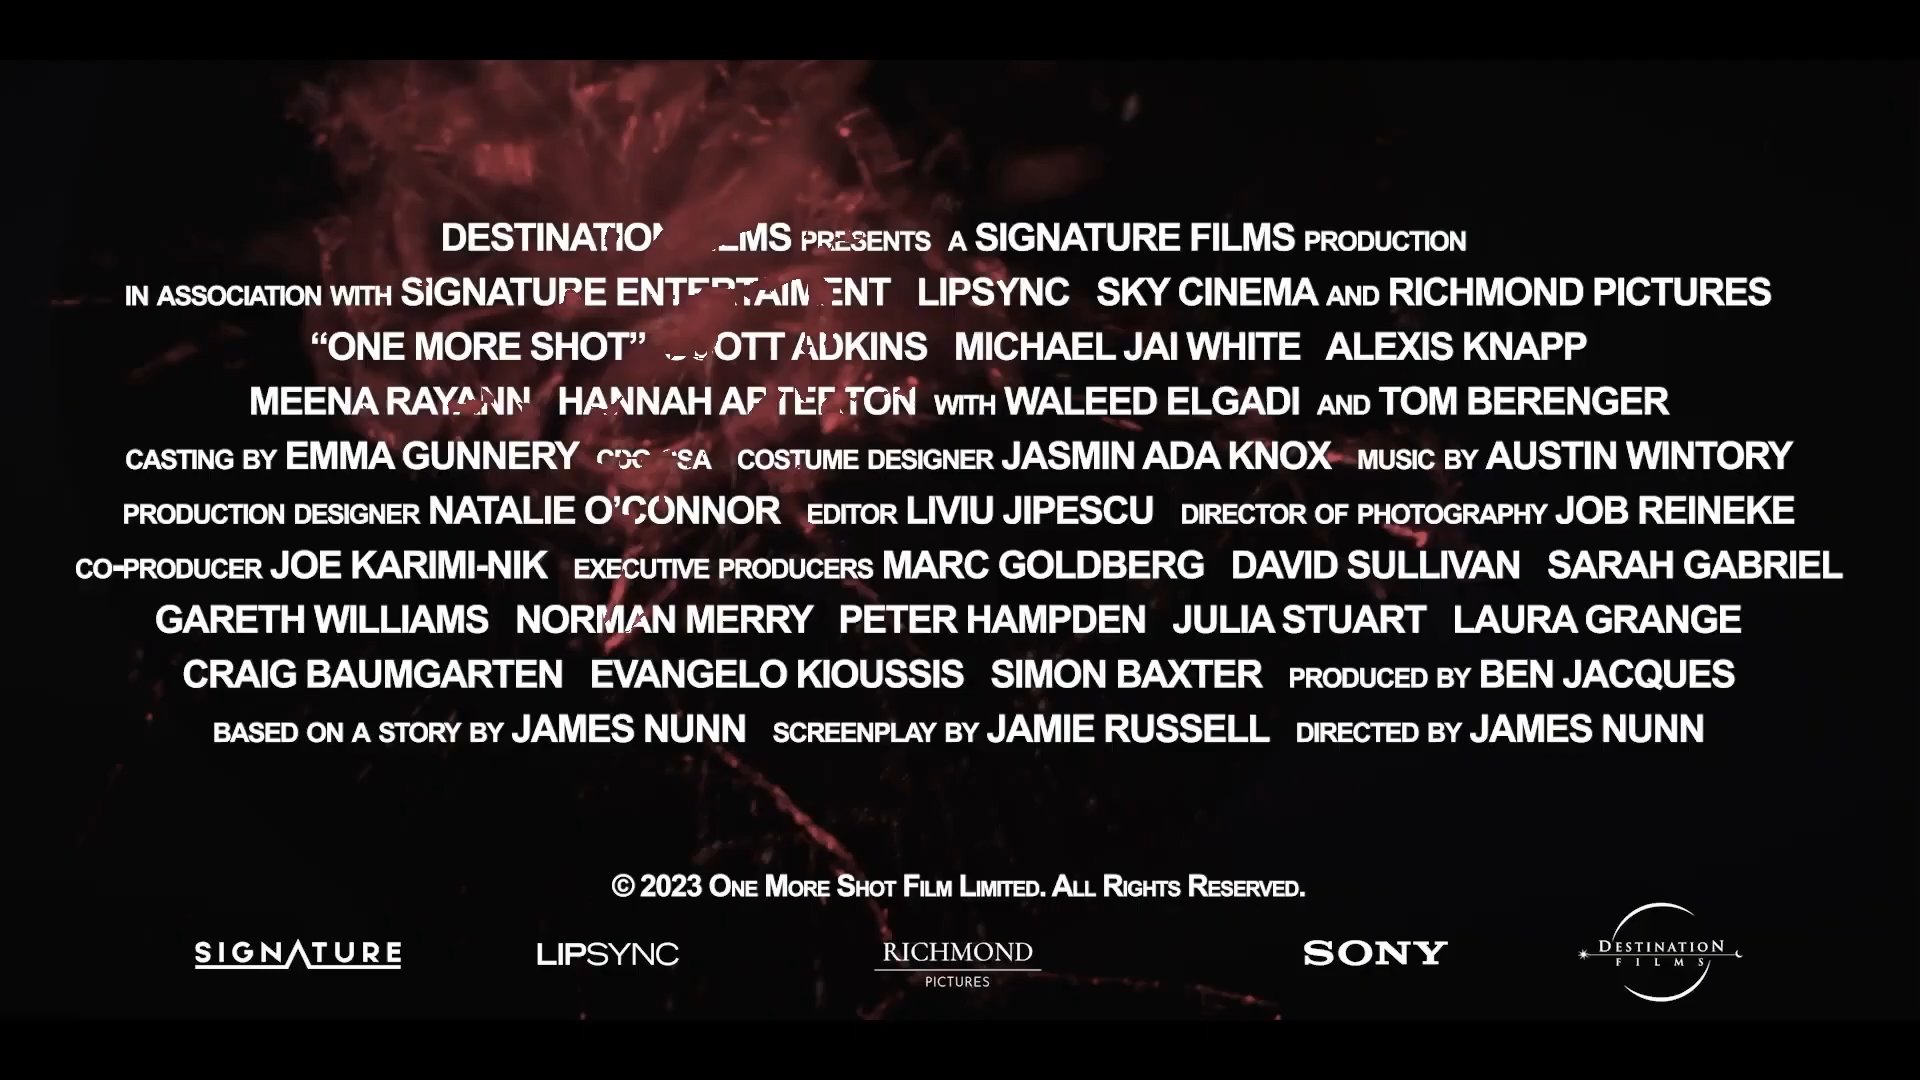 DESTINATION FILMS PRESENTS A SIGNATURE FILMS PRODUCTION
IN ASSOCIATION WITH SIGNATURE ENTERTAINMENT LIPSYNC SKY CINEMA AND RICHMOND PICTURES
“ONE MORE SHOT” SCOTT ADKINS MICHAEL JAI WHITE ALEXIS KNAPP
MEENA RAYANN HANNAH ARTERTON WITH WALEED ELGADI AND TOM BERENGER
CASTING BY EMMA GUNNERY CDG CSA COSTUME DESIGNER JASMIN ADA KNOX MUSIC BY AUSTIN WINTORY
PRODUCTION DESIGNER NATALIE O’CONNOR EDITOR LIVIU JIPESCU DIRECTOR OF PHOTOGRAPHY JOB REINEKE
CO-PRODUCER JOE KARIMI-NIK EXECUTIVE PRODUCERS MARC GOLDBERG DAVID SULLIVAN SARAH GABRIEL
GARETH WILLIAMS NORMAN MERRY PETER HAMPDEN JULIA STUART LAURA GRANGE
CRAIG BAUMGARTEN EVANGELO KIOUSSIS SIMON BAXTER PRODUCED BY BEN JACQUES
BASED ON A STORY BY JAMES NUNN SCREENPLAY BY JAMIE RUSSELL DIRECTED BY JAMES NUNN
© 2023 ONE MORE SHOT FILM LIMITED. ALL RIGHTS RESERVED.
SIGNATURE
LIPSYNC
RICHMOND
PICTURES
SONY
DESTINATION
FILMS